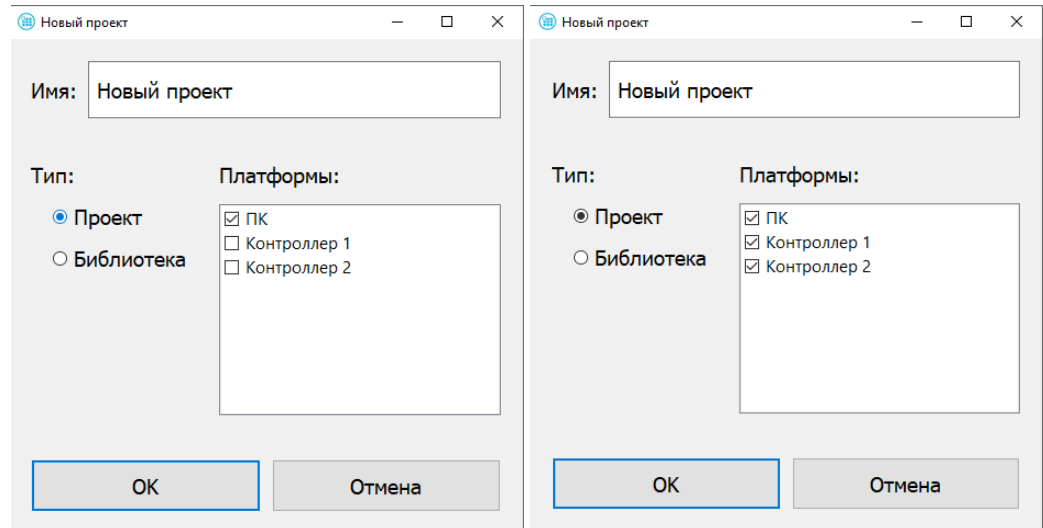 Новый проект
Имя: Новый проект
Тип: Платформы:
Проект
Библиотека
ПК
Контроллер 1
Контроллер 2
OK Отмена
Новый проект
Имя: Новый проект
Тип: Платформы:
Проект
Библиотека
ПК
Контроллер 1
Контроллер 2
OK Отмена